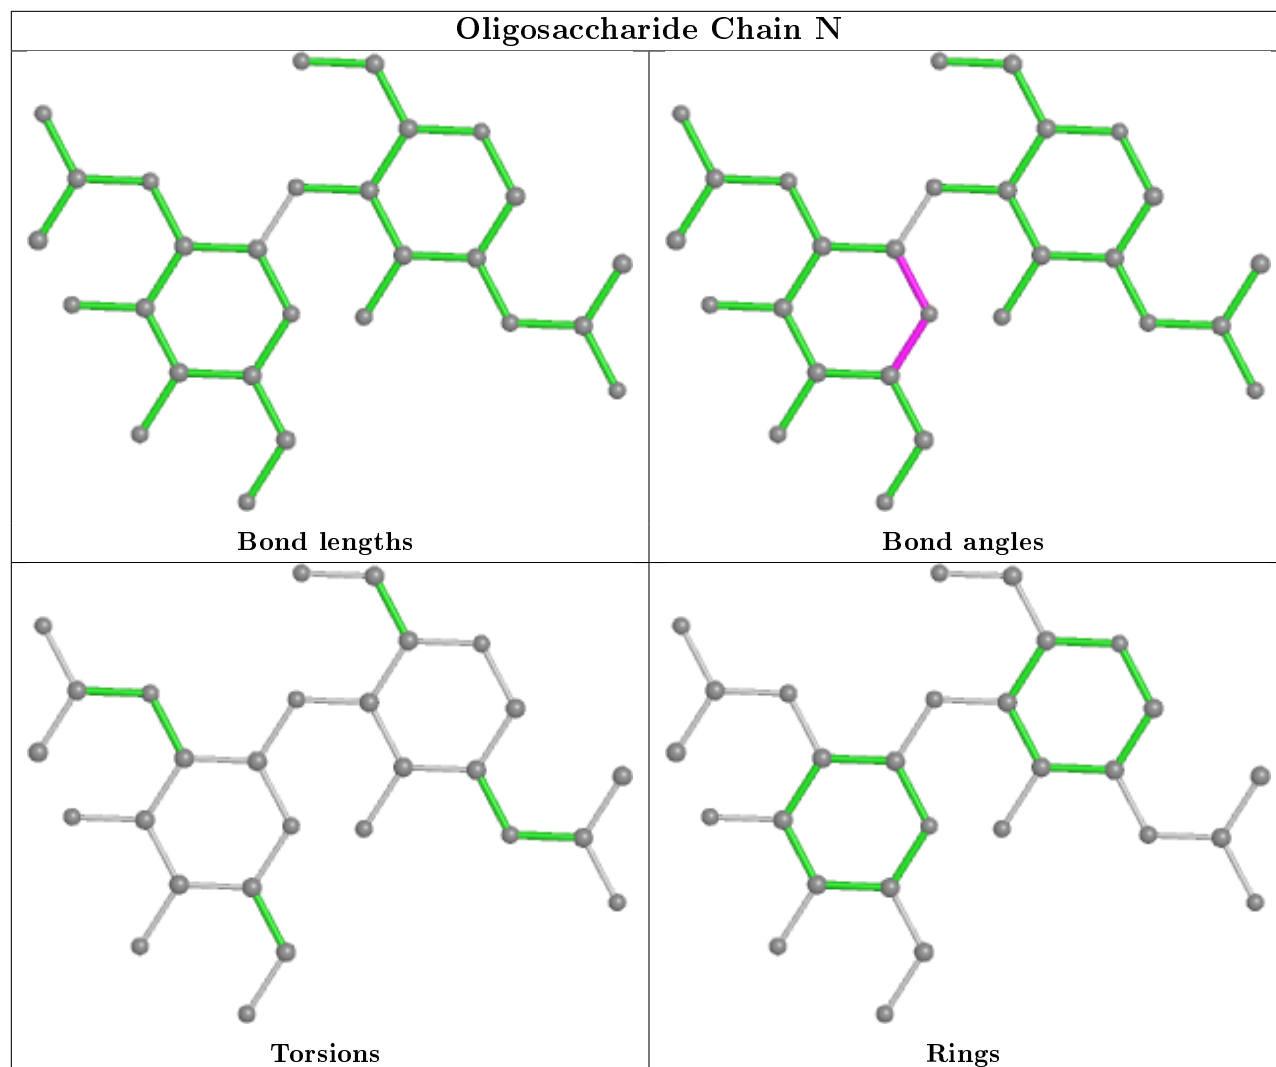 Oligosaccharide Chain N
Bond lengths
Bond angles
Torsions
Rings